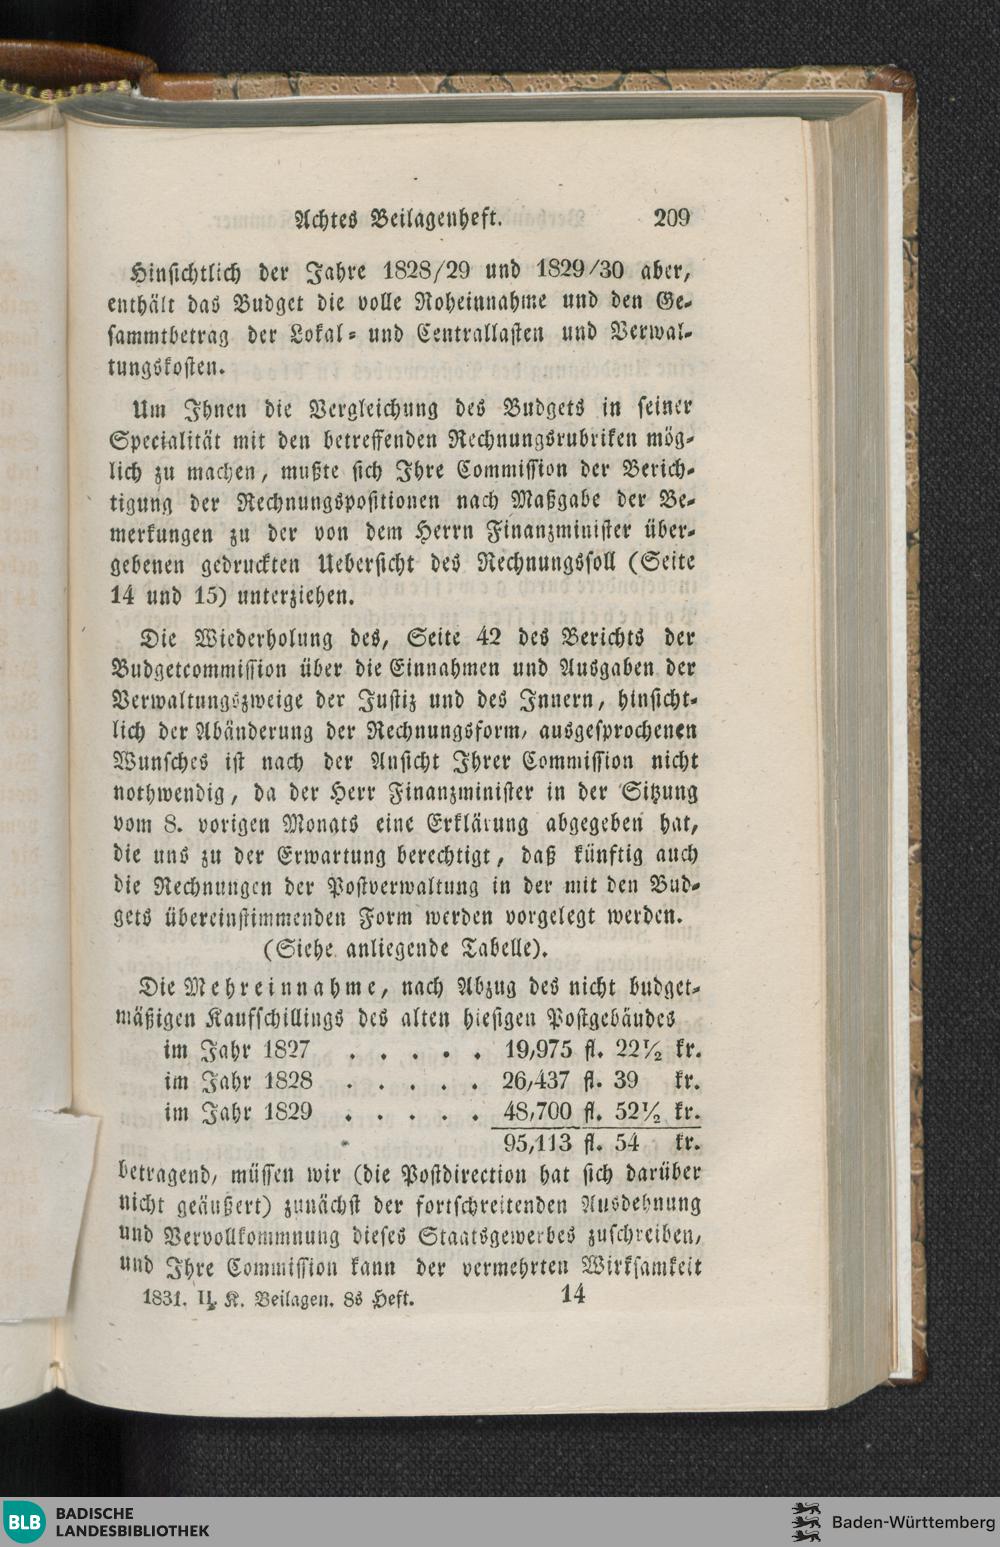 Achtes Beilagenheft. 209
Hinsichtlich der Jahre 1828/29 und 1829/30 aber,
enthält das Budget die volle Roheinnahme und den Ge-
sammtbetrag der Lokal- und Centrallasten und Verwal-
tungskosten.
Um Ihnen die Vergleichung des Budgets in seiner
Specialität mit den betreffenden Rechnungsrubriken mög-
lich zu machen, mußte sich Ihre Commission der Berich-
tigung der Rechnungspositionen nach Maßgabe der Be-
merkungen zu der von dem Herrn Finanzminister über-
gebenen gedruckten Uebersicht des Rechnungssoll (Seite
14 und 15) unterziehen.
Die Wiederholung des, Seite 42 des Berichts der
Budgetcommission über die Einnahmen und Ausgaben der
Verwaltungszweige der Justiz und des Innern, hinsicht-
lich der Abänderung der Rechnungsform, ausgesprochenen
Wunsches ist nach der Ansicht Ihrer Commission nicht
nothwendig, da der Herr Finanzminister in der Sitzung
vom 8. vorigen Monats eine Erklärung abgegeben hat,
die uns zu der Erwartung berechtigt, daß künftig auch
die Rechnungen der Postverwaltung in der mit den Bud-
gets übereinstimmenden Form werden vorgelegt werden.
(Siehe anliegende Tabelle).
Die Mehreinnahme, nach Abzug des nicht budget-
mäßigen Kaufschillings des alten hiesigen Postgebäudes
im Jahr 1827 . . . . . 19,975 fl. 22½ kr.
im Jahr 1828 . . . . . 26,437 fl. 39 kr.
im Jahr 1829 . . . . . 48,700 fl. 52½ kr.
95,113 fl. 54 kr.
betragend, müssen wir (die Postdirection hat sich darüber
nicht geäußert) zunächst der fortschreitenden Ausdehnung
und Vervollkommnung dieses Staatsgewerbes zuschreiben,
und Ihre Commission kann der vermehrten Wirksamkeit
1831. II. K. Beilagen. 8s Heft. 14
BLB BADISCHE
LANDESBIBLIOTHEK
Baden-Württemberg